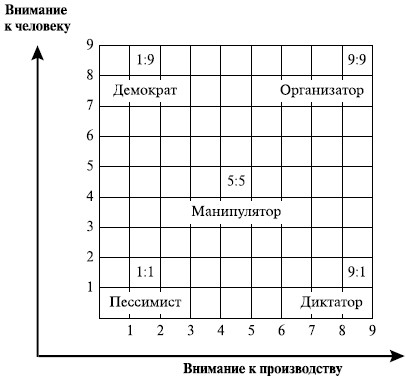 Внимание
к человеку
9
1:9
9:9
8
Демократ
Организатор
7
6
5
5:5
4
Манипулятор
3
2
1:1
9:1
1
Пессимист
Диктатор
1 2 3 4 5 6 7 8 9
Внимание к производству